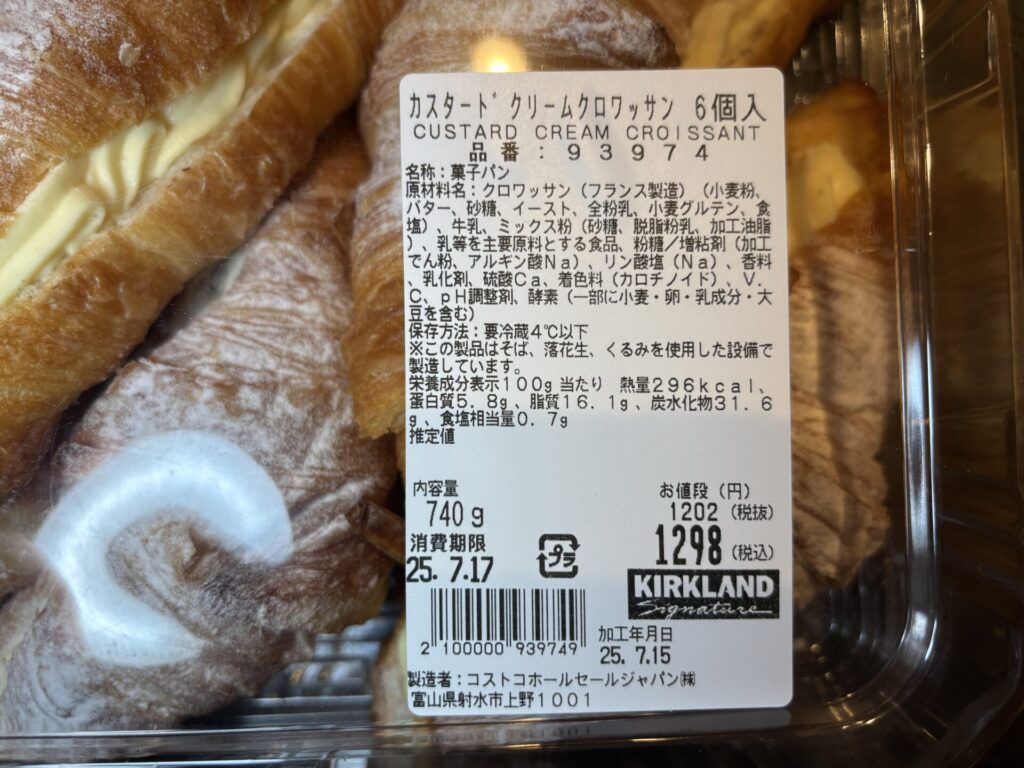 カスタードクリームクロワッサン 6個入
CUSTARD CREAM CROISSANT
品番：93974
名称：菓子パン
原材料名：クロワッサン（フランス製造）（小麦粉、
バター、砂糖、イースト、全粉乳、小麦グルテン、食
塩）、牛乳、ミックス粉（砂糖、脱脂粉乳、加工油脂
）、乳等を主要原料とする食品、粉糖／増粘剤（加工
でん粉、アルギン酸Ｎａ）、リン酸塩（Ｎａ）、香料
、乳化剤、硫酸Ｃａ、着色料（カロチノイド）、Ｖ．
Ｃ、ｐＨ調整剤、酵素（一部に小麦・卵・乳成分・大
豆を含む）
保存方法：要冷蔵４℃以下
※この製品はそば、落花生、くるみを使用した設備で
製造しています。
栄養成分表示１００ｇ当たり　熱量２９６ｋｃａｌ、
蛋白質５．８ｇ、脂質１６．１ｇ、炭水化物３１．６
ｇ、食塩相当量０．７ｇ
推定値
内容量
740g
お値段（円）
1202（税抜）
1298（税込）
消費期限
25. 7.17
プラ
KIRKLAND
Signature
2 100000 939749
加工年月日
25. 7.15
製造者：コストコホールセールジャパン㈱
富山県射水市上野１００１